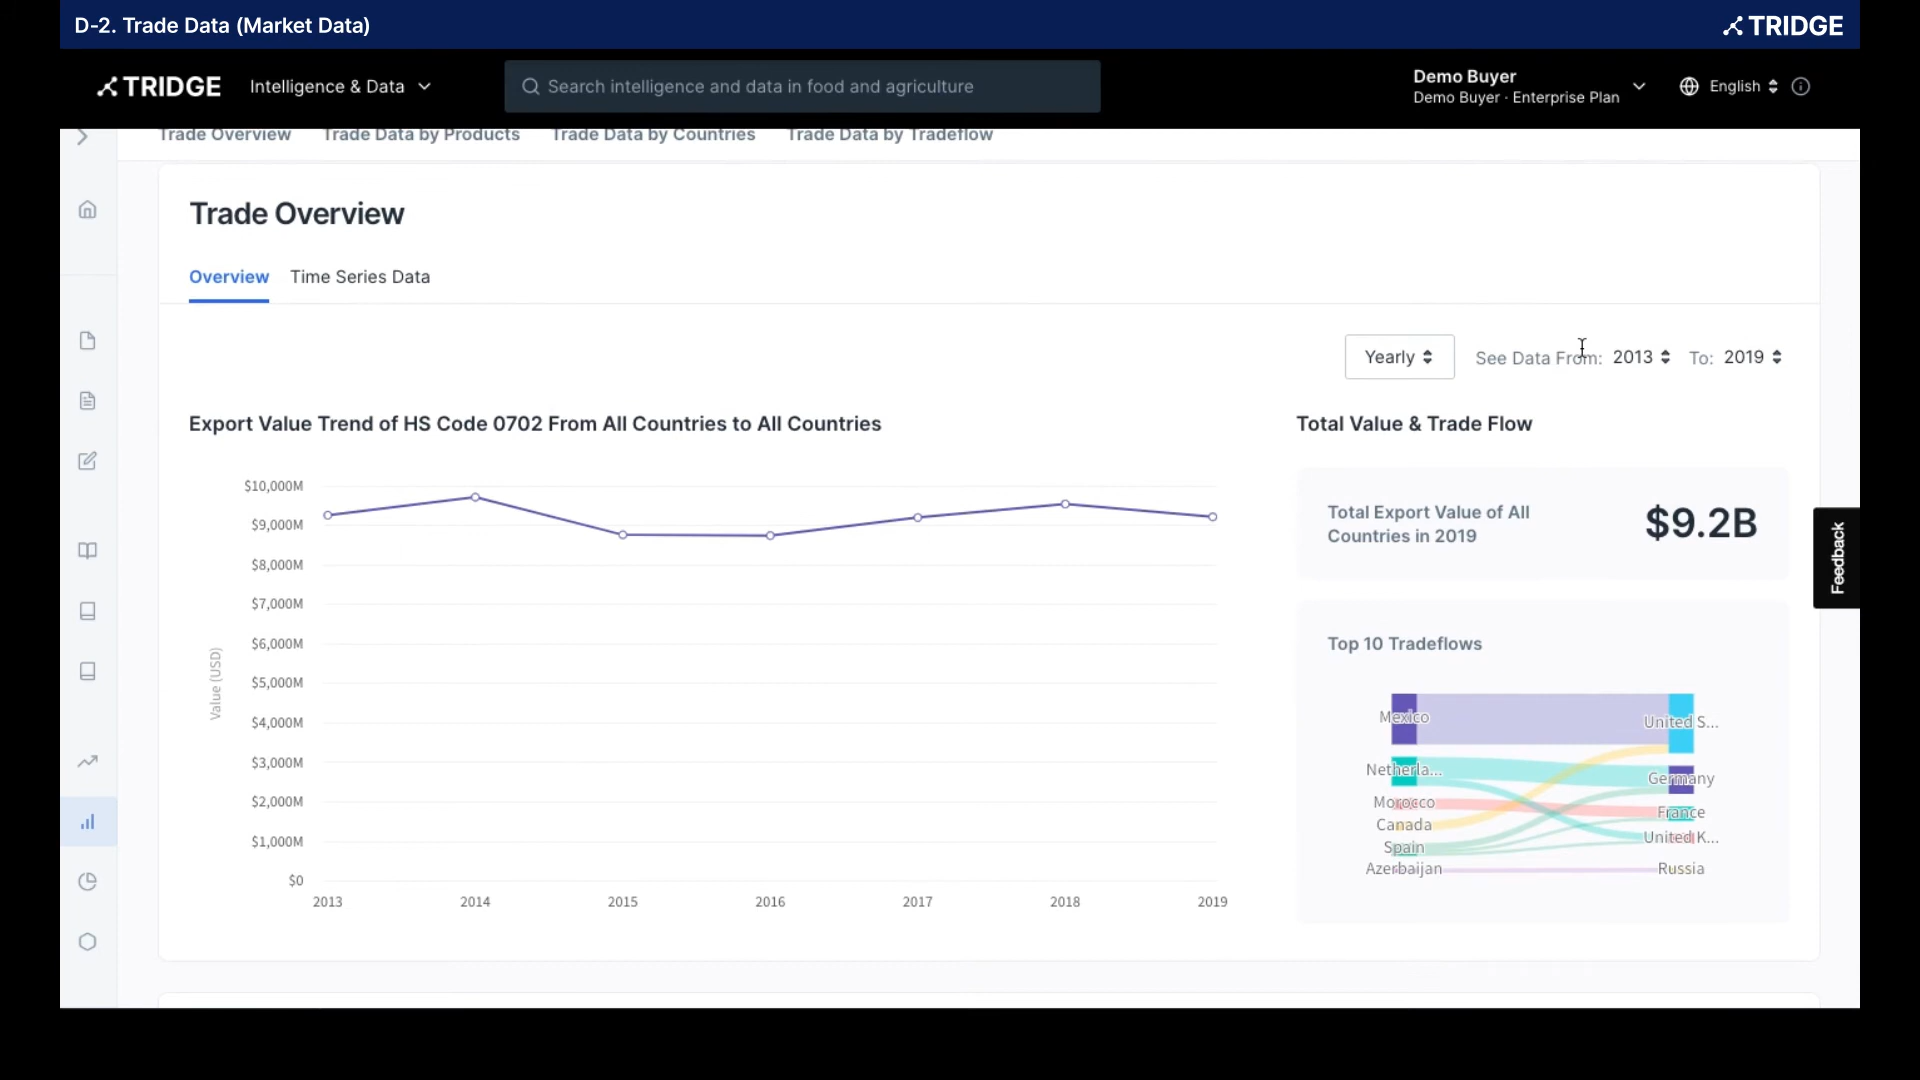 D-2. Trade Data (Market Data)
TRIDGE
TRIDGE
Intelligence & Data
Search intelligence and data in food and agriculture
Demo Buyer
Demo Buyer · Enterprise Plan
English
Trade Overview
Trade Data by Products
Trade Data by Countries
Trade Data by Tradeflow
Trade Overview
Overview
Time Series Data
Yearly
See Data From: 2013 To: 2019
Export Value Trend of HS Code 0702 From All Countries to All Countries
$10,000M
$9,000M
$8,000M
$7,000M
$6,000M
$5,000M
$4,000M
$3,000M
$2,000M
$1,000M
$0
Value (USD)
2013
2014
2015
2016
2017
2018
2019
Total Value & Trade Flow
Total Export Value of All
Countries in 2019
$9.2B
Top 10 Tradeflows
Mexico
Netherla...
Morocco
Canada
Spain
Azerbaijan
United S...
Germany
France
United K...
Russia
Feedback